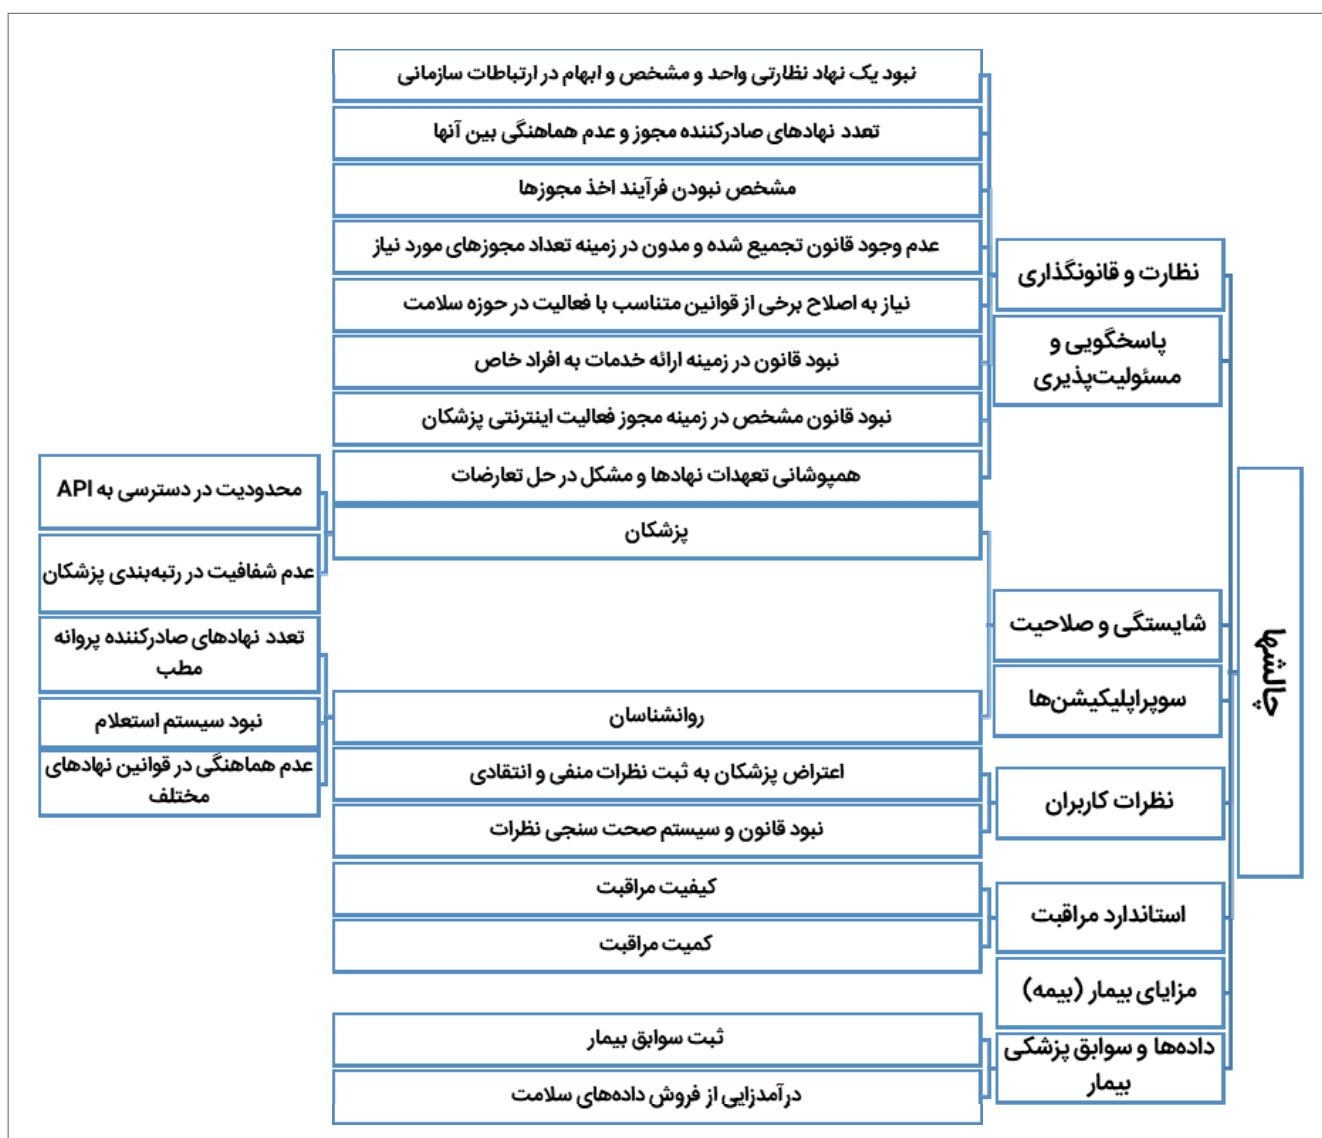 چالشها
نظارت و قانونگذاری
نبود یک نهاد نظارتی واحد و مشخص و ابهام در ارتباطات سازمانی
تعدد نهادهای صادرکننده مجوز و عدم هماهنگی بین آنها
مشخص نبودن فرآیند اخذ مجوزها
عدم وجود قانون تجمیع شده و مدون در زمینه تعداد مجوزهای مورد نیاز
نیاز به اصلاح برخی از قوانین متناسب با فعالیت در حوزه سلامت
نبود قانون در زمینه ارائه خدمات به افراد خاص
نبود قانون مشخص در زمینه مجوز فعالیت اینترنتی پزشکان
همپوشانی تعهدات نهادها و مشکل در حل تعارضات
پاسخگویی و
مسئولیت‌پذیری
شایستگی و صلاحیت
پزشکان
محدودیت در دسترسی به API
عدم شفافیت در رتبه‌بندی پزشکان
روانشناسان
تعدد نهادهای صادرکننده پروانه
مطب
نبود سیستم استعلام
عدم هماهنگی در قوانین نهادهای
مختلف
سوپراپلیکیشن‌ها
نظرات کاربران
اعتراض پزشکان به ثبت نظرات منفی و انتقادی
نبود قانون و سیستم صحت سنجی نظرات
استاندارد مراقبت
کیفیت مراقبت
کمیت مراقبت
مزایای بیمار (بیمه)
داده‌ها و سوابق پزشکی
بیمار
ثبت سوابق بیمار
درآمدزایی از فروش داده‌های سلامت